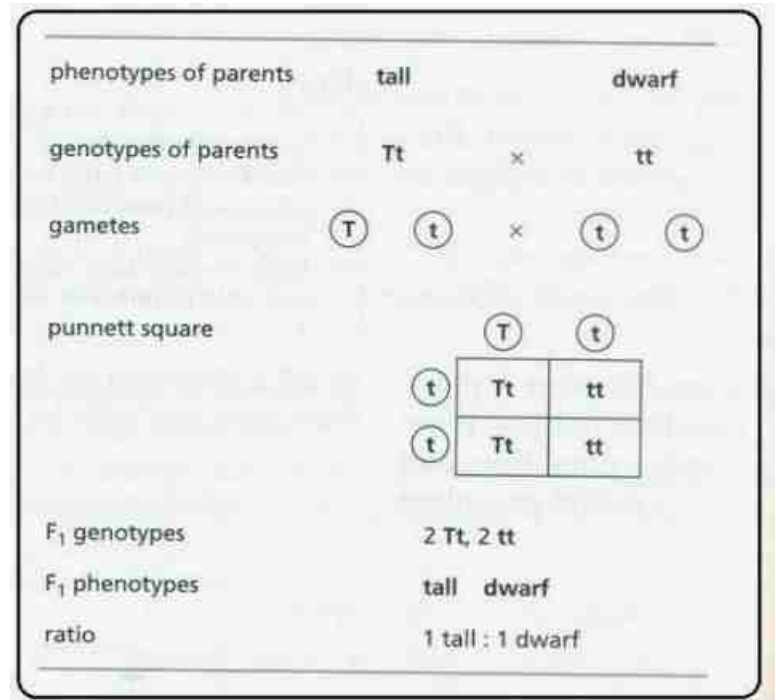 phenotypes of parents tall dwarf
genotypes of parents Tt × tt
gametes T t × t t
punnett square T t
t Tt tt
t Tt tt
F₁ genotypes 2 Tt, 2 tt
F₁ phenotypes tall dwarf
ratio 1 tall : 1 dwarf